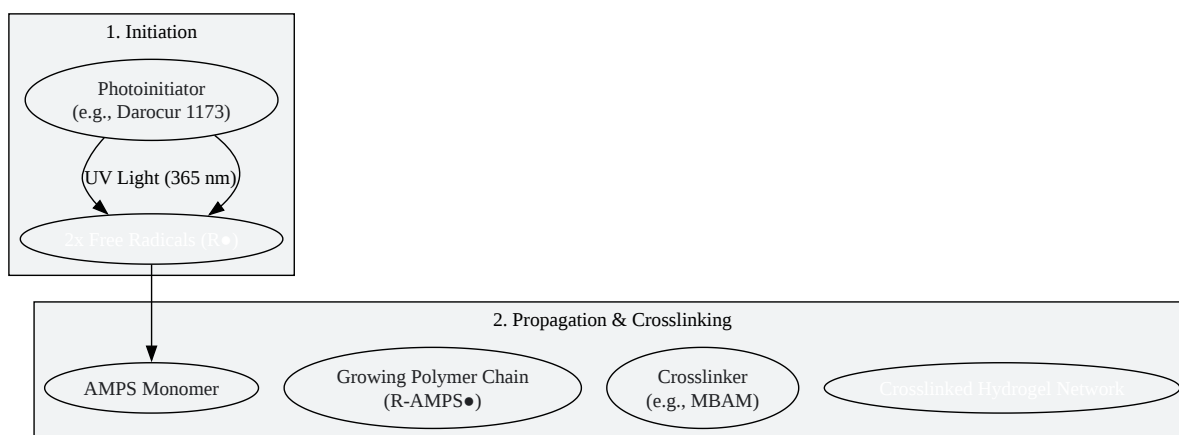 1. Initiation
Photoinitiator
(e.g., Darocur 1173)
UV Light (365 nm)
2x Free Radicals (R●)
2. Propagation & Crosslinking
AMPS Monomer
Growing Polymer Chain
(R-AMPS●)
Crosslinker
(e.g., MBAM)
Crosslinked Hydrogel Network